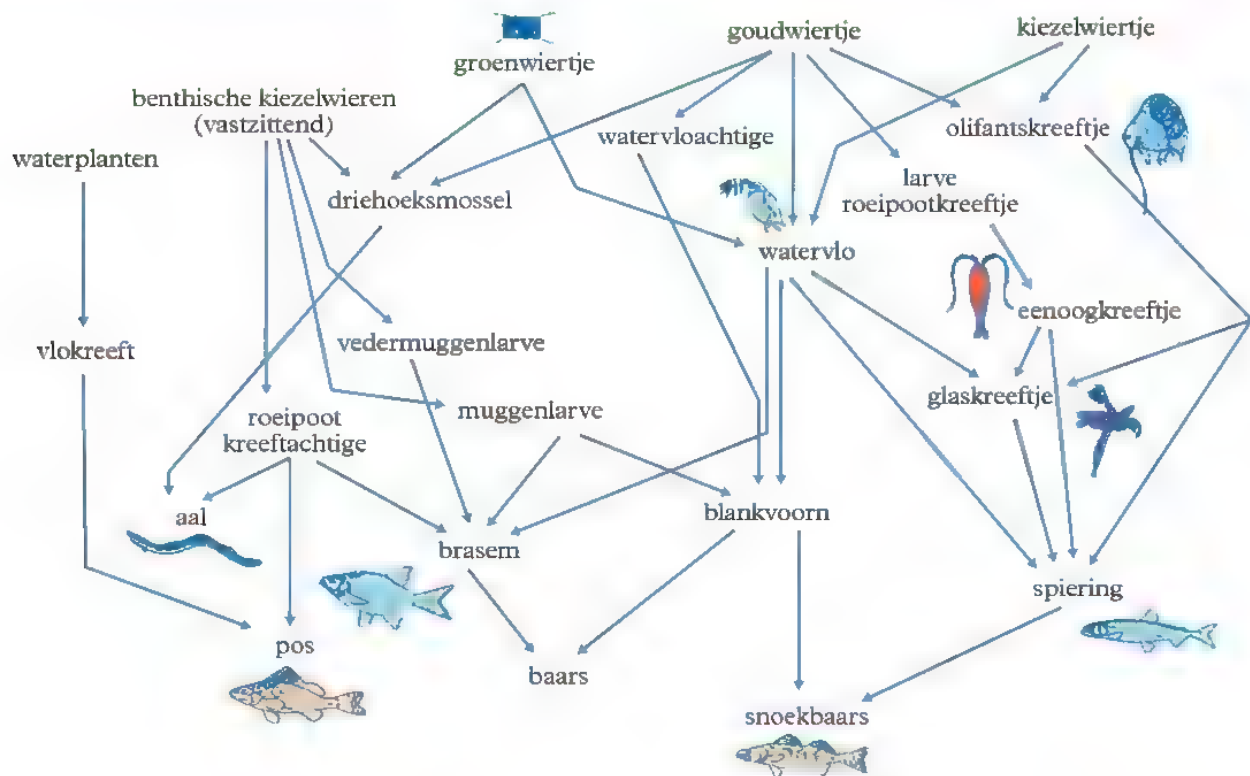 goudwiertje
kiezelwiertje
groenwiertje
benthische kiezelwieren
(vastzittend)
watervloachtige
olifantskreeftje
waterplanten
driehoeksmossel
larve
roeipootkreeftje
watervlo
eenoogkreeftje
vlokreeft
vedermuggenlarve
glaskreeftje
roeipoot
kreeftachtige
muggenlarve
aal
blankvoorn
brasem
spiering
pos
baars
snoekbaars